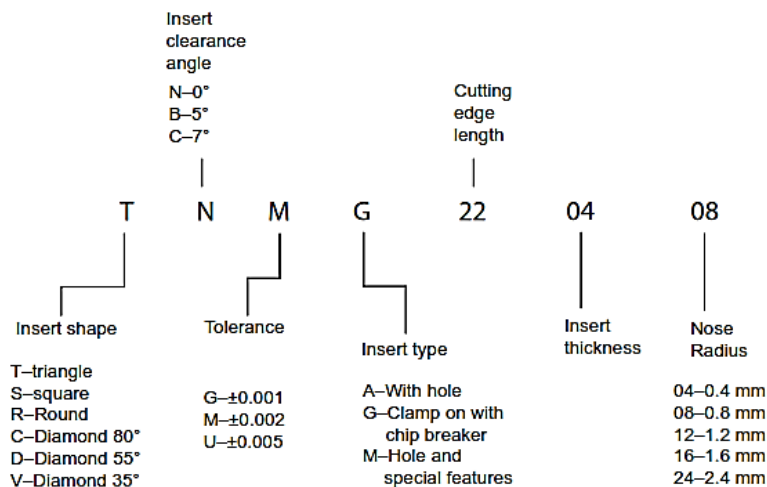 Insert
clearance
angle
N–0°
B–5°
C–7°
Cutting
edge
length
T N M G 22 04 08
Insert shape
T–triangle
S–square
R–Round
C–Diamond 80°
D–Diamond 55°
V–Diamond 35°
Tolerance
G–±0.001
M–±0.002
U–±0.005
Insert type
A–With hole
G–Clamp on with
chip breaker
M–Hole and
special features
Insert
thickness
Nose
Radius
04–0.4 mm
08–0.8 mm
12–1.2 mm
16–1.6 mm
24–2.4 mm